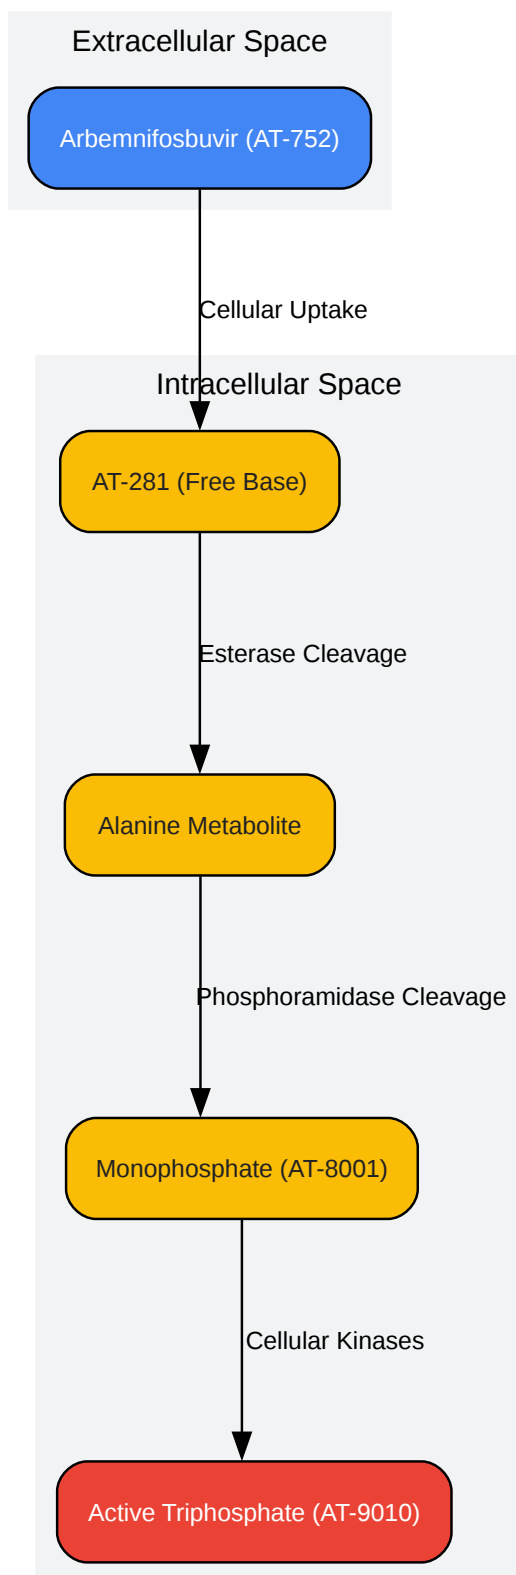 Extracellular Space
Arbemnifosbuvir (AT-752)
Cellular Uptake
Intracellular Space
AT-281 (Free Base)
Esterase Cleavage
Alanine Metabolite
Phosphoramidase Cleavage
Monophosphate (AT-8001)
Cellular Kinases
Active Triphosphate (AT-9010)